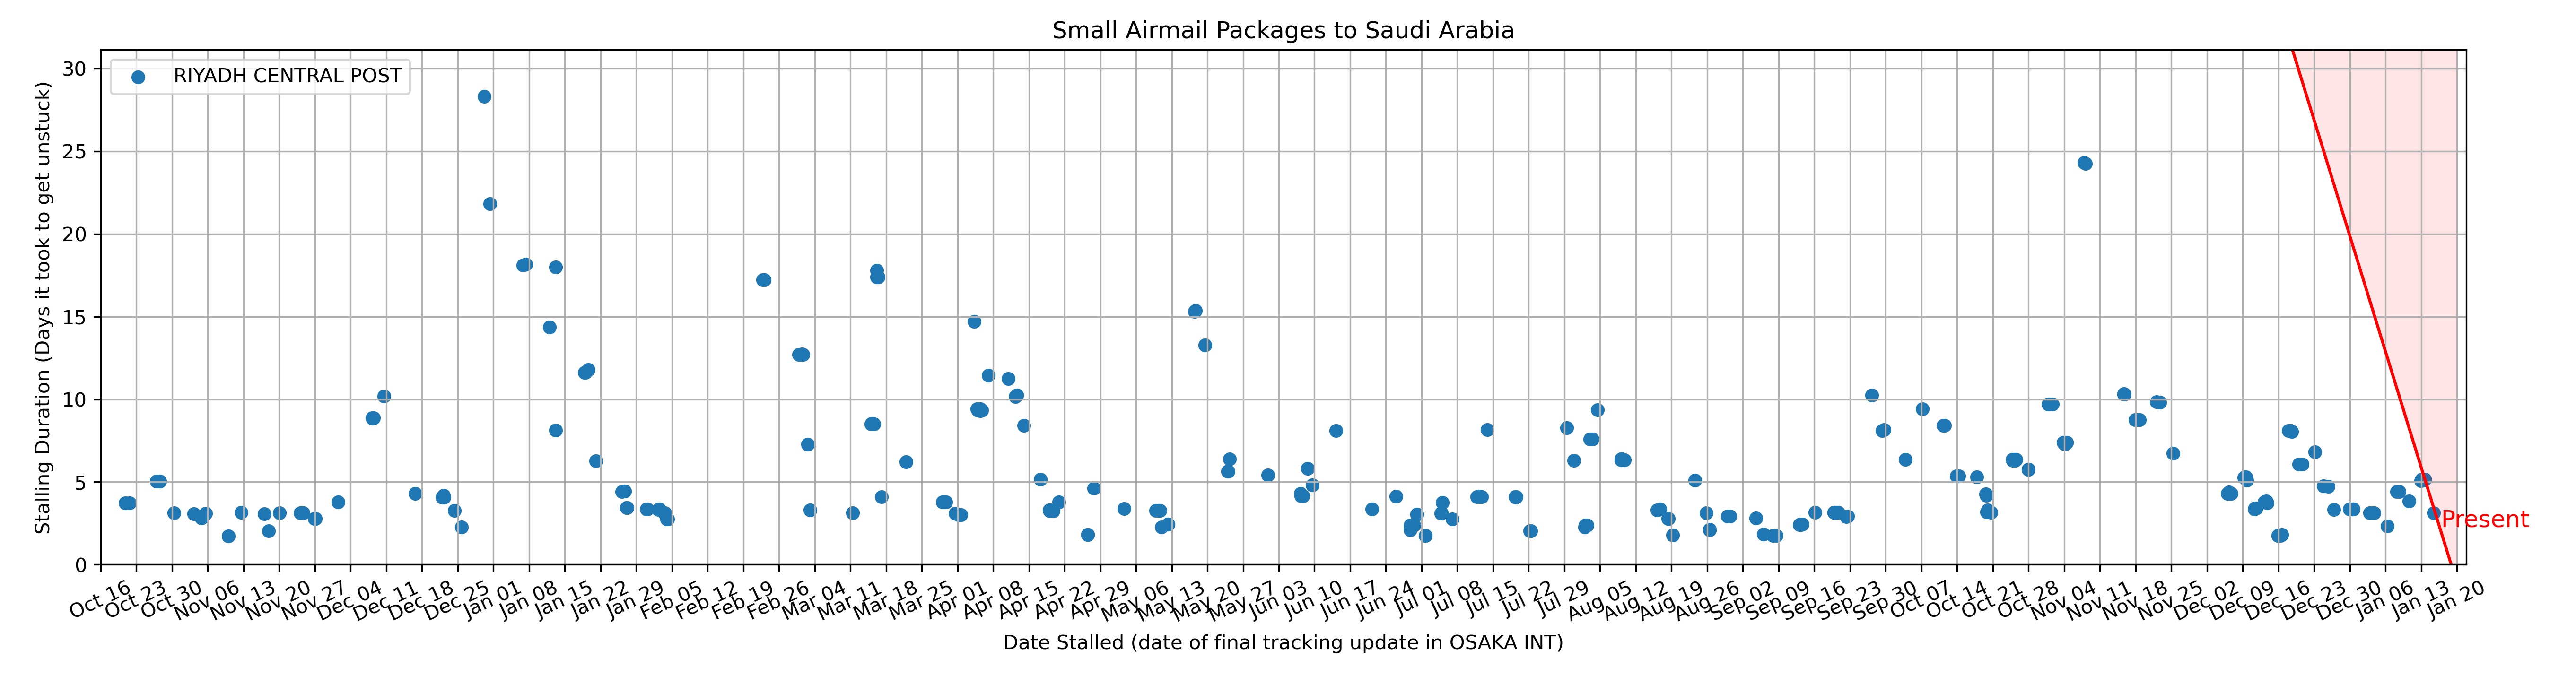 Small Airmail Packages to Saudi Arabia
RIYADH CENTRAL POST
Stalling Duration (Days it took to get unstuck)
30
25
20
15
10
5
0
Present
Oct 16 Oct 23 Oct 30 Nov 06 Nov 13 Nov 20 Nov 27 Dec 04 Dec 11 Dec 18 Dec 25 Jan 01 Jan 08 Jan 15 Jan 22 Jan 29 Feb 05 Feb 12 Feb 19 Feb 26 Mar 04 Mar 11 Mar 18 Mar 25 Apr 01 Apr 08 Apr 15 Apr 22 Apr 29 May 06 May 13 May 20 May 27 Jun 03 Jun 10 Jun 17 Jun 24 Jul 01 Jul 08 Jul 15 Jul 22 Jul 29 Aug 05 Aug 12 Aug 19 Aug 26 Sep 02 Sep 09 Sep 16 Sep 23 Sep 30 Oct 07 Oct 14 Oct 21 Oct 28 Nov 04 Nov 11 Nov 18 Nov 25 Dec 02 Dec 09 Dec 16 Dec 23 Dec 30 Jan 06 Jan 13 Jan 20
Date Stalled (date of final tracking update in OSAKA INT)